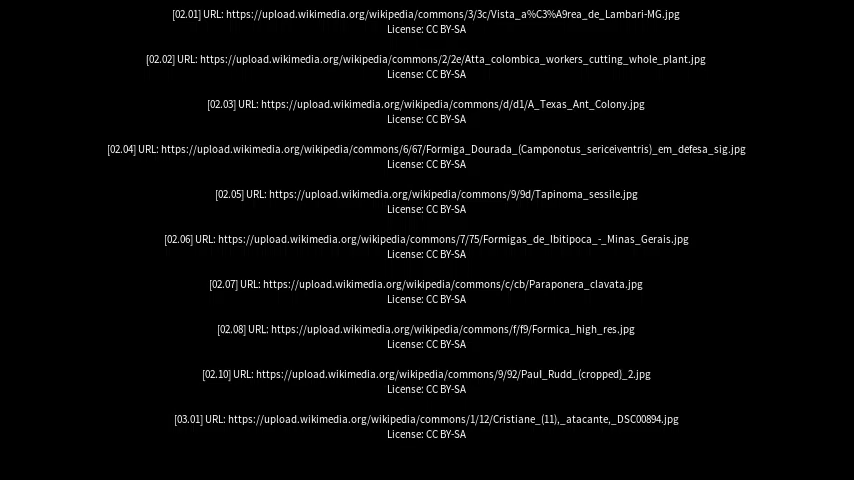 [02.01] URL: https://upload.wikimedia.org/wikipedia/commons/3/3c/Vista_a%C3%A9rea_de_Lambari-MG.jpg
License: CC BY-SA
[02.02] URL: https://upload.wikimedia.org/wikipedia/commons/2/2e/Atta_colombica_workers_cutting_whole_plant.jpg
License: CC BY-SA
[02.03] URL: https://upload.wikimedia.org/wikipedia/commons/d/d1/A_Texas_Ant_Colony.jpg
License: CC BY-SA
[02.04] URL: https://upload.wikimedia.org/wikipedia/commons/6/67/Formiga_Dourada_(Camponotus_sericeiventris)_em_defesa_sig.jpg
License: CC BY-SA
[02.05] URL: https://upload.wikimedia.org/wikipedia/commons/9/9d/Tapinoma_sessile.jpg
License: CC BY-SA
[02.06] URL: https://upload.wikimedia.org/wikipedia/commons/7/75/Formigas_de_Ibitipoca_-_Minas_Gerais.jpg
License: CC BY-SA
[02.07] URL: https://upload.wikimedia.org/wikipedia/commons/c/cb/Paraponera_clavata.jpg
License: CC BY-SA
[02.08] URL: https://upload.wikimedia.org/wikipedia/commons/f/f9/Formica_high_res.jpg
License: CC BY-SA
[02.10] URL: https://upload.wikimedia.org/wikipedia/commons/9/92/Paul_Rudd_(cropped)_2.jpg
License: CC BY-SA
[03.01] URL: https://upload.wikimedia.org/wikipedia/commons/1/12/Cristiane_(11),_atacante,_DSC00894.jpg
License: CC BY-SA